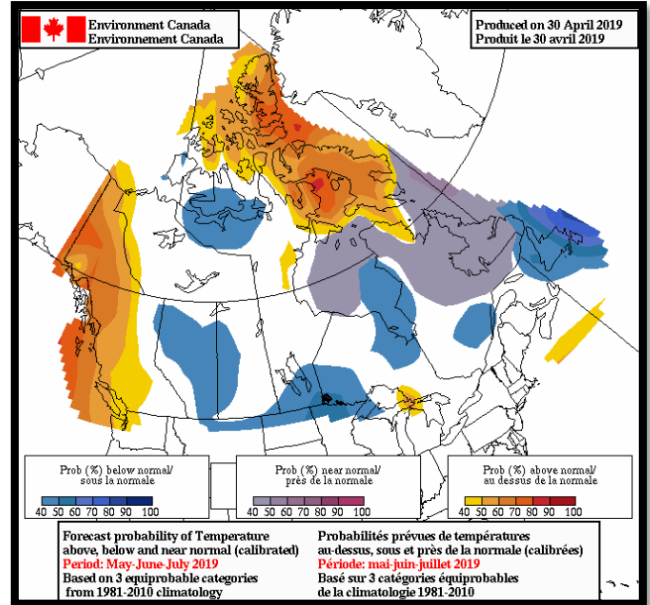 Environment Canada
Environnement Canada
Produced on 30 April 2019
Produit le 30 avril 2019
Prob (%) below normal/
sous la normale
40 50 60 70 80 90 100
Prob (%) near normal/
près de la normale
40 50 60 70 80 90 100
Prob (%) above normal/
au dessus de la normale
40 50 60 70 80 90 100
Forecast probability of Temperature
above, below and near normal (calibrated)
Period: May-June-July 2019
Based on 3 equiprobable categories
from 1981-2010 climatology
Probabilités prévues de températures
au-dessus, sous et près de la normale (calibrées)
Période: mai-juin-juillet 2019
Basé sur 3 catégories équiprobables
de la climatologie 1981-2010